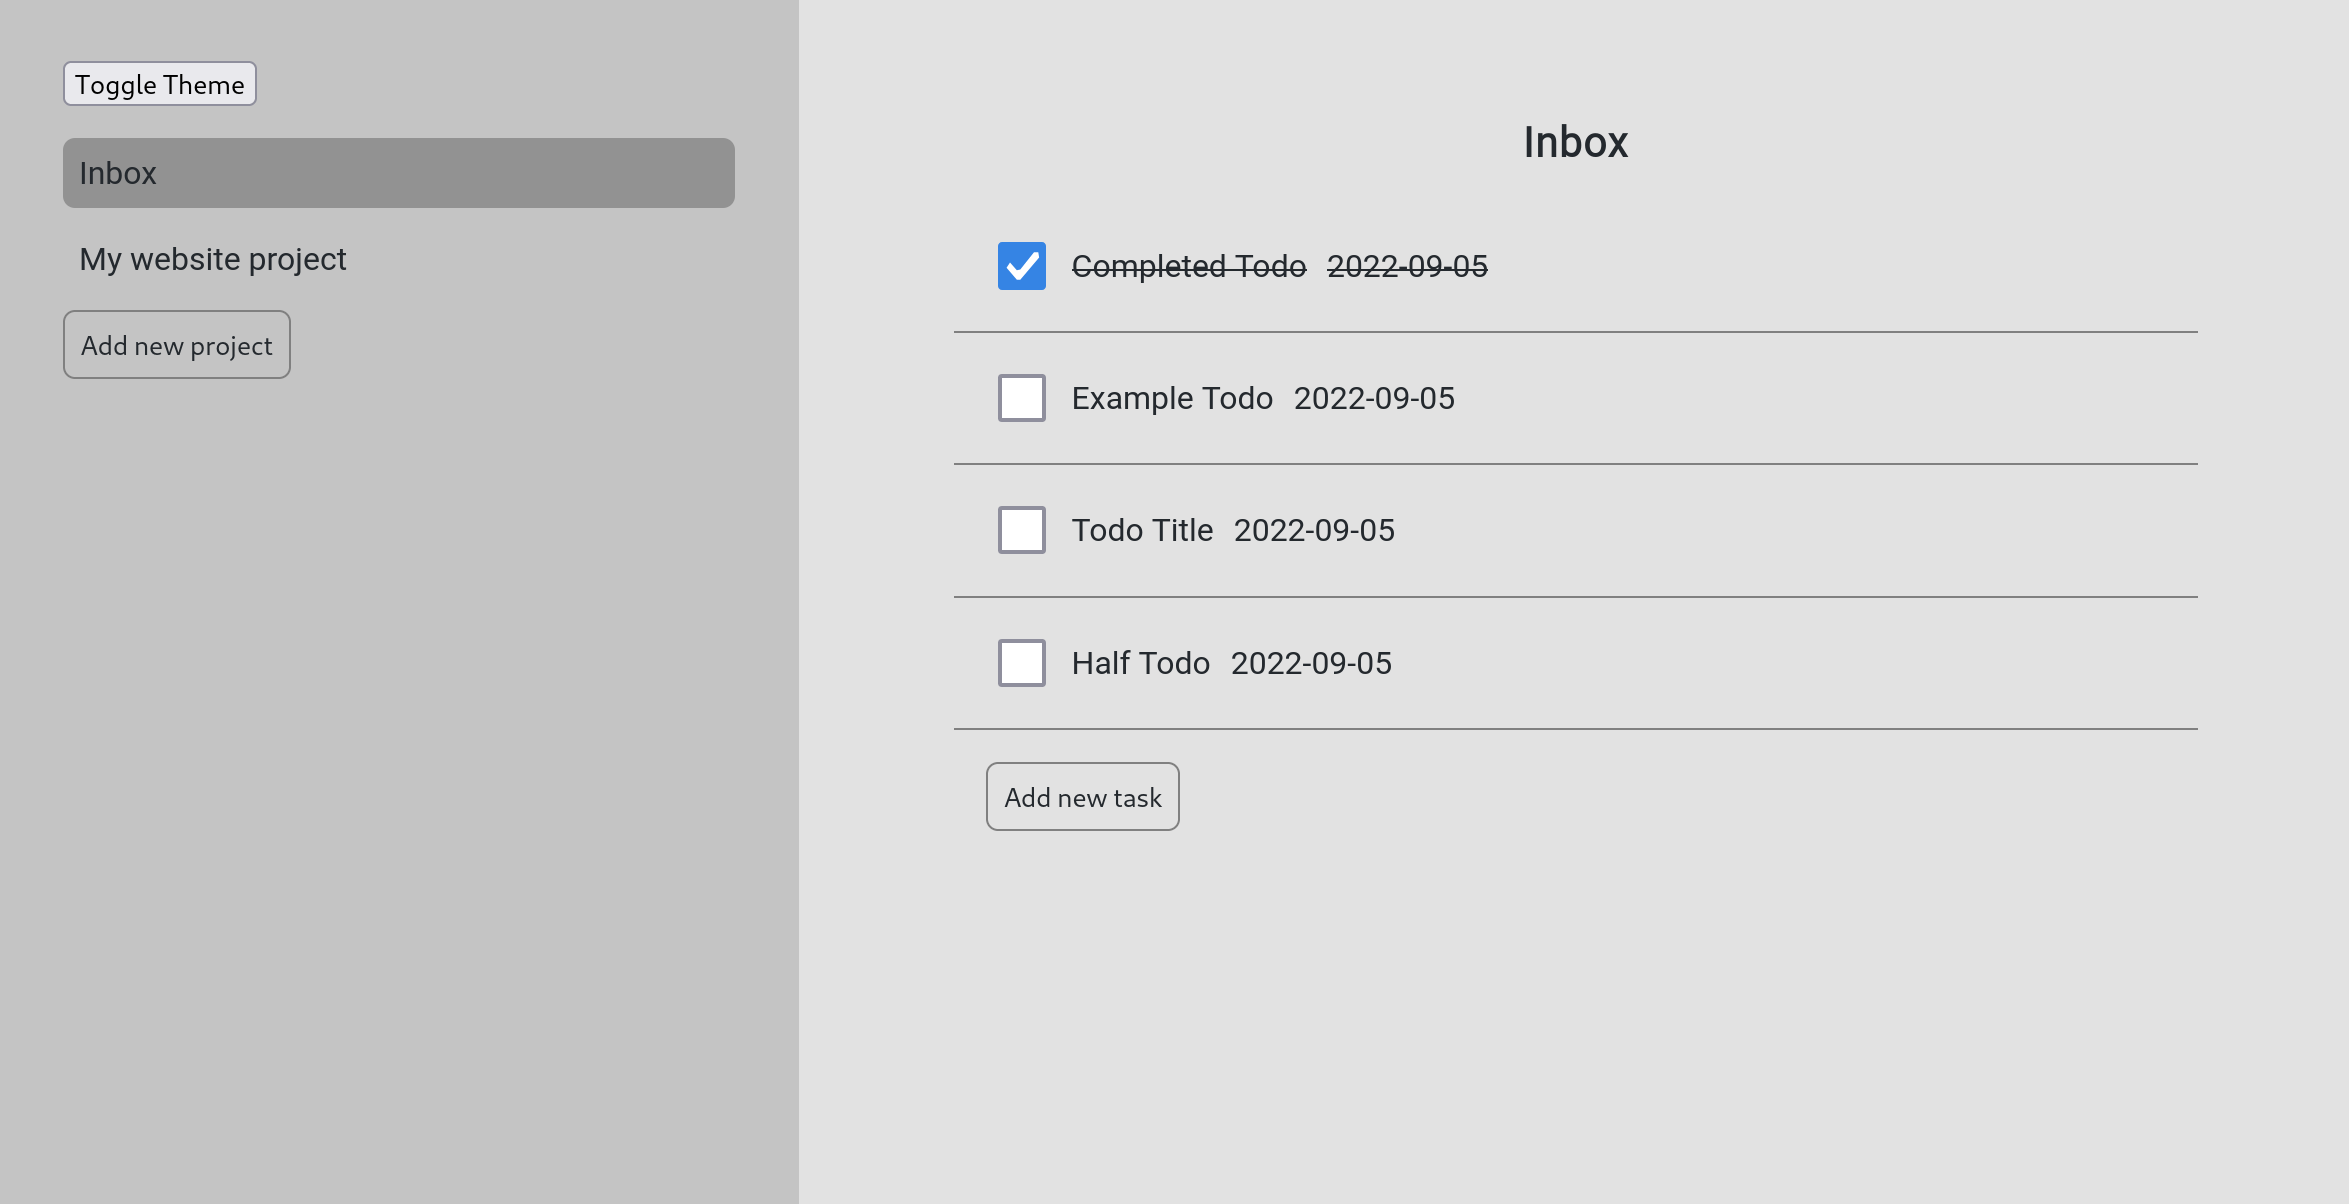 Toggle Theme
Inbox
My website project
Add new project
Inbox
Completed Todo 2022-09-05
Example Todo 2022-09-05
Todo Title 2022-09-05
Half Todo 2022-09-05
Add new task